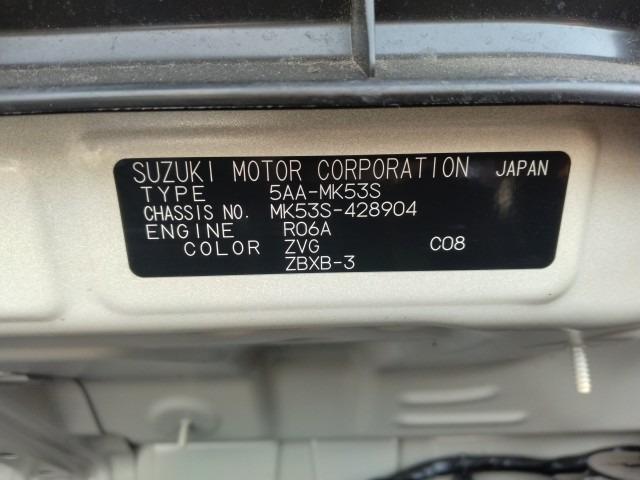 SUZUKI MOTOR CORPORATION JAPAN
TYPE 5AA-MK53S
CHASSIS NO. MK53S-428904
ENGINE R06A
COLOR ZVG C08
ZBXB-3